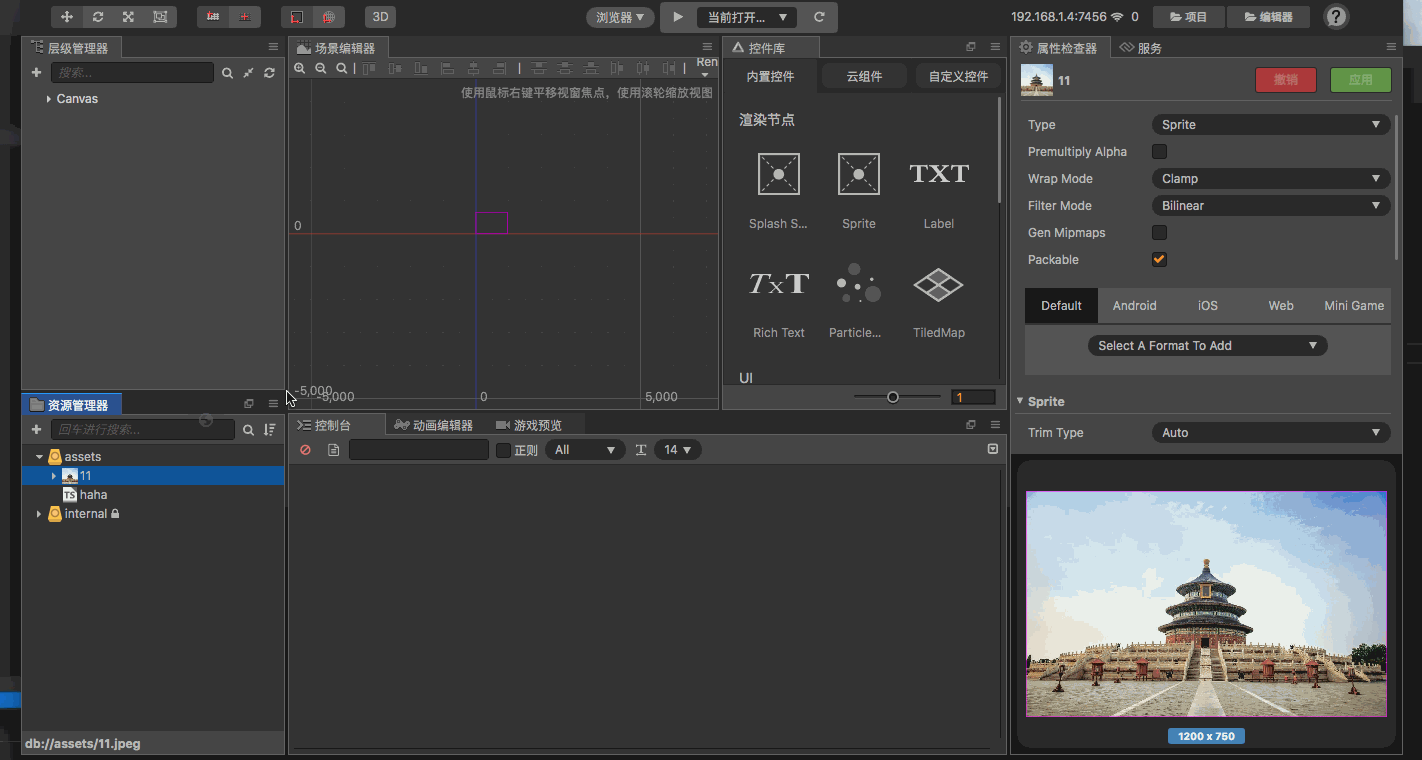 3D
浏览器
当前打开...
192.168.1.4:7456
0
项目
编辑器
?
层级管理器
搜索...
Canvas
场景编辑器
Ren
使用鼠标右键平移视窗焦点，使用滚轮缩放视图
0
-5,000
-5,000
0
5,000
控件库
内置控件
云组件
自定义控件
渲染节点
TXT
Splash S...
Sprite
Label
TxT
Rich Text
Particle...
TiledMap
UI
1
资源管理器
回车进行搜索...
assets
11
TS
haha
internal
db://assets/11.jpeg
控制台
动画编辑器
游戏预览
正则
All
14
属性检查器
服务
11
撤销
应用
Type
Sprite
Premultiply Alpha
Wrap Mode
Clamp
Filter Mode
Bilinear
Gen Mipmaps
Packable
Default
Android
iOS
Web
Mini Game
Select A Format To Add
Sprite
Trim Type
Auto
1200 x 750